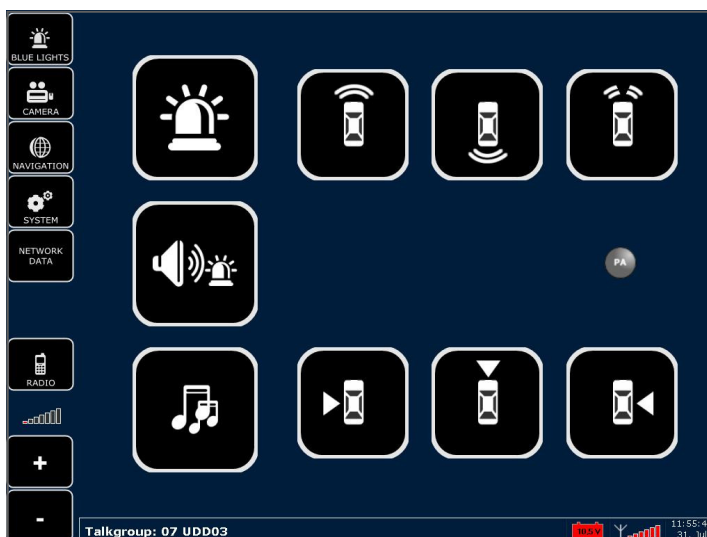 BLUE LIGHTS
CAMERA
NAVIGATION
SYSTEM
NETWORK
DATA
PA
RADIO
+
-
Talkgroup: 07 UDD03
10.5 V
11:55:4
31. Jul